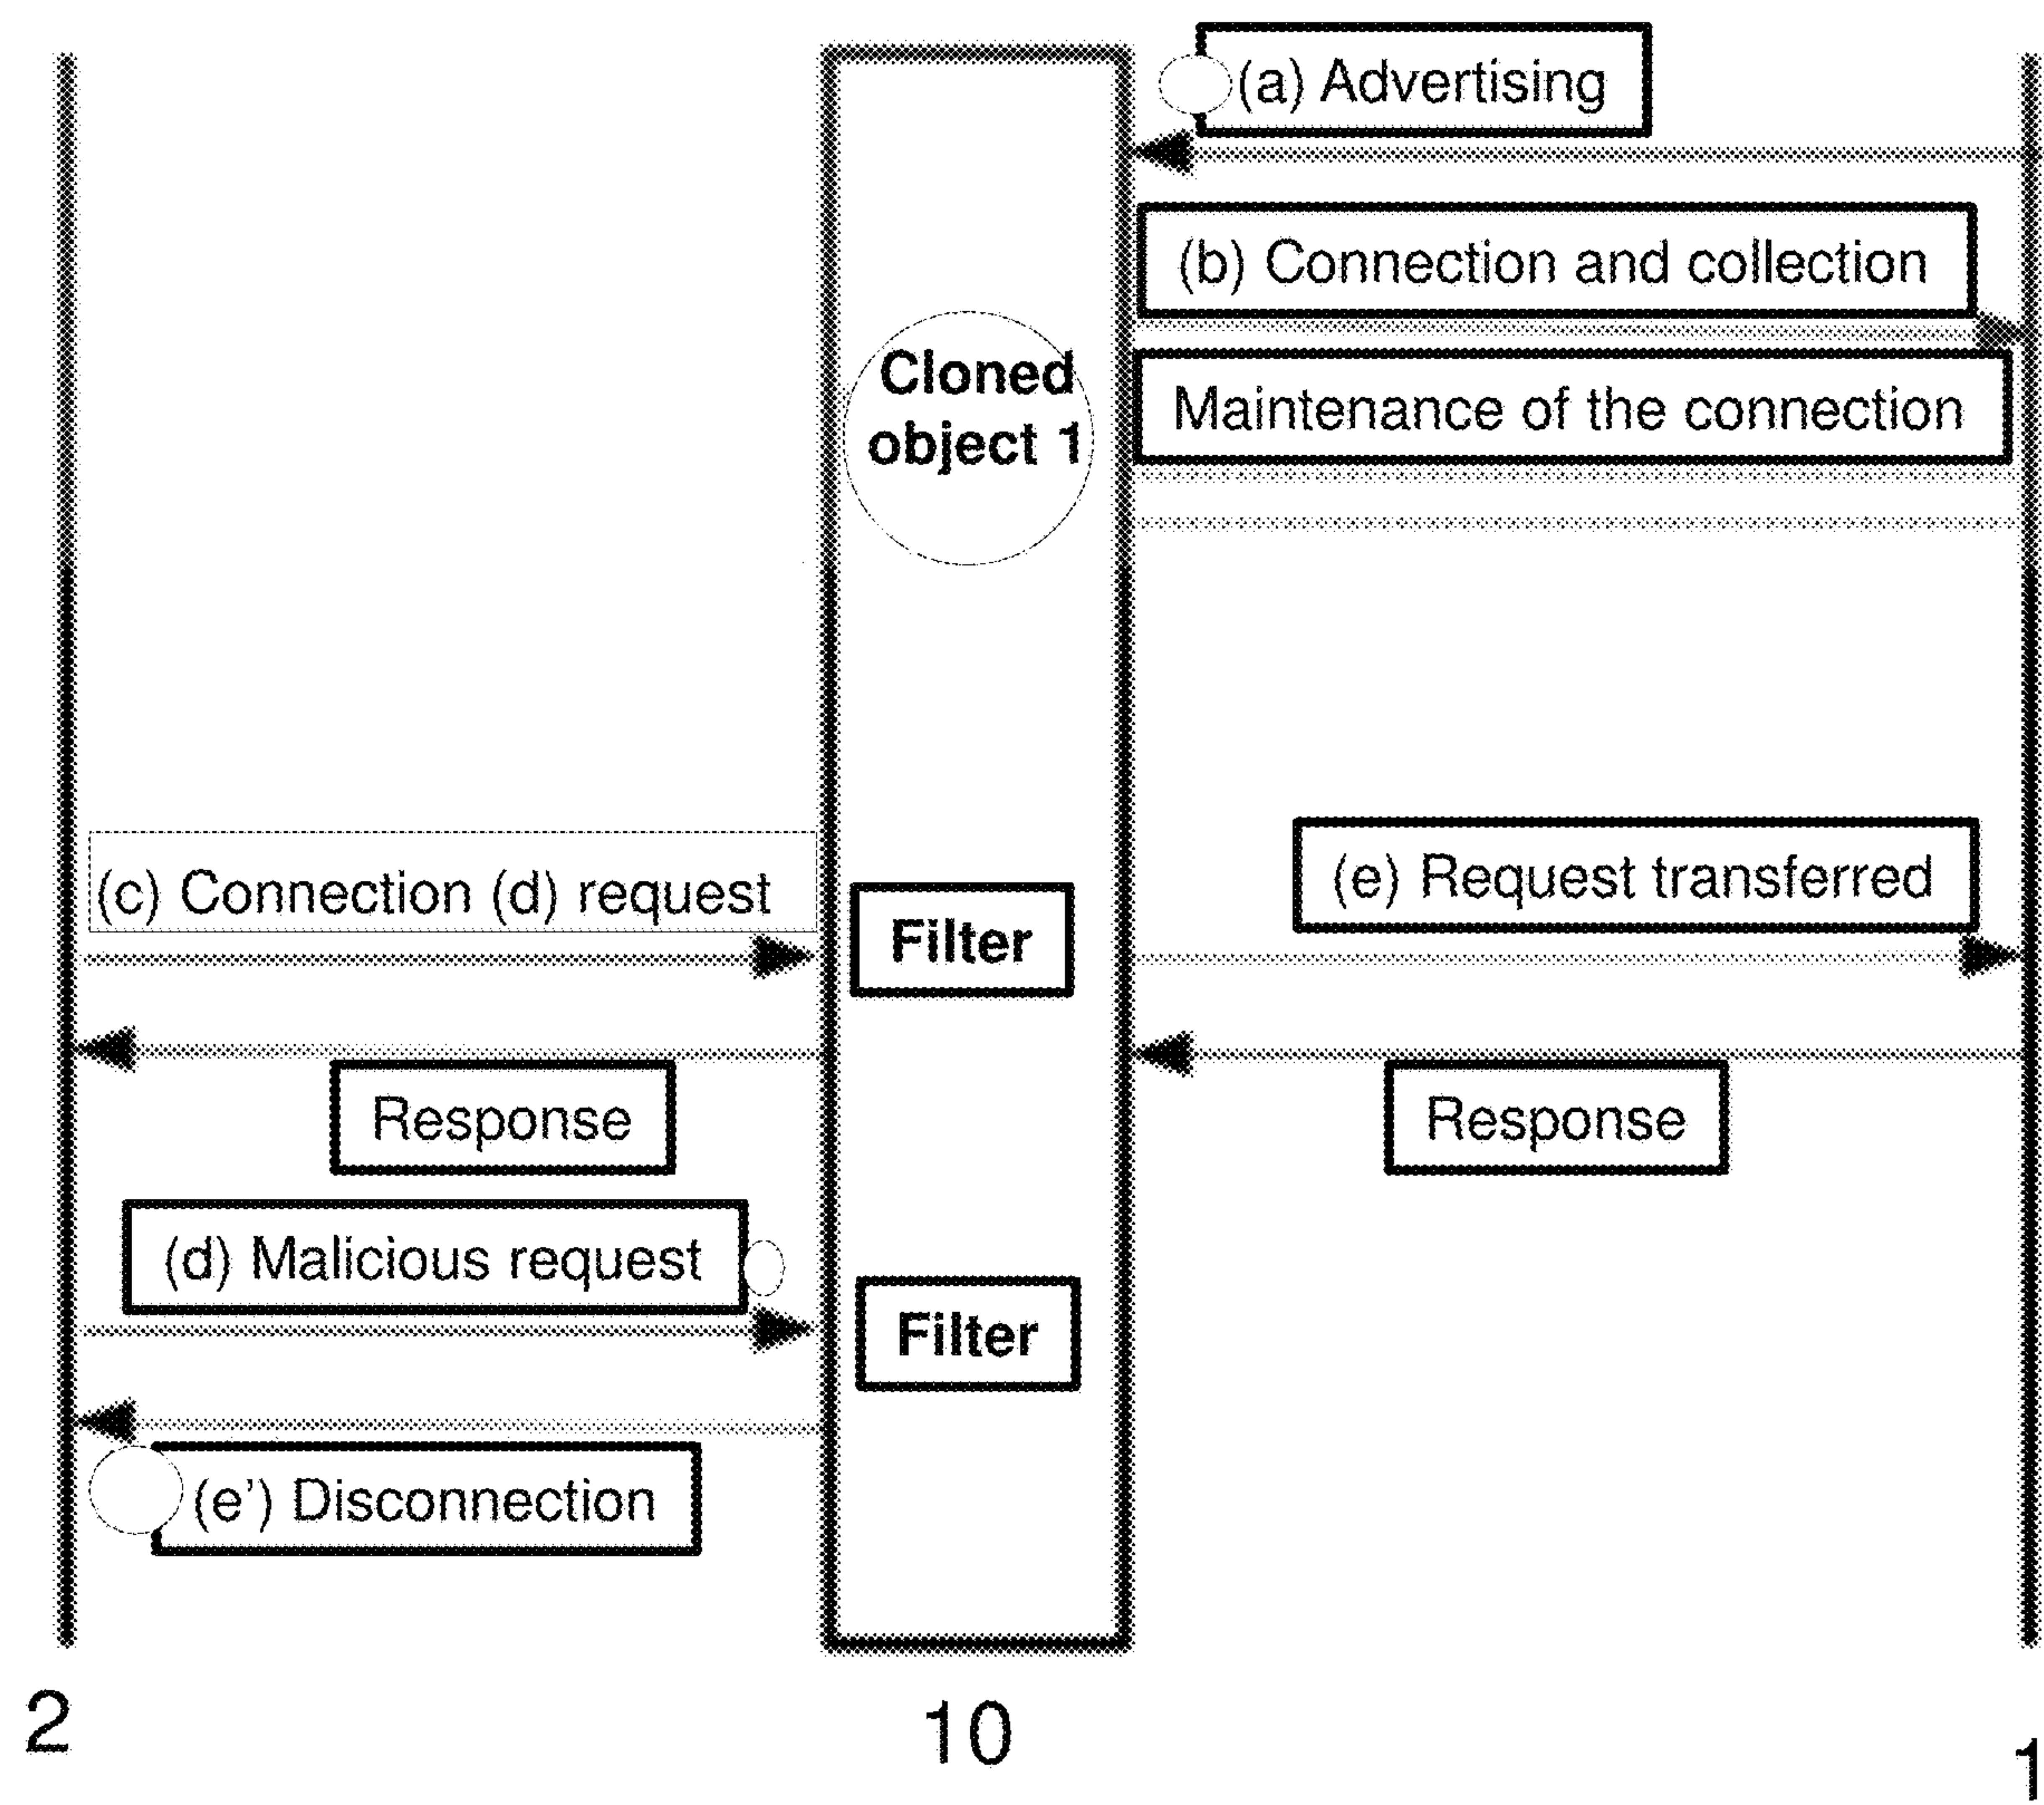 (a) Advertising
(b) Connection and collection
Cloned
object 1
Maintenance of the connection
(c) Connection (d) request
Filter
(e) Request transferred
Response
Response
(d) Malicious request
Filter
(e’) Disconnection
2
10
1